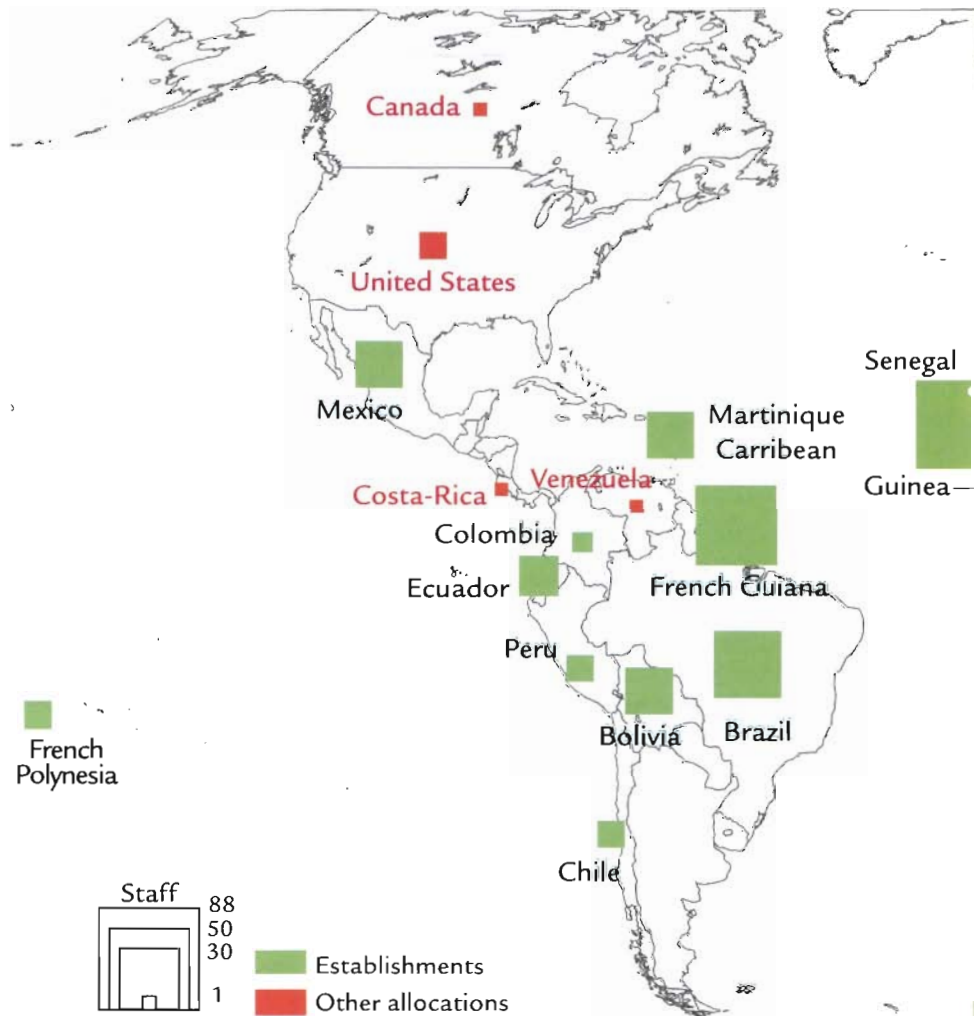 Canada
United States
Mexico
Senegal
Martinique
Carribean
Guinea
Venezuela
Costa-Rica
Colombia
Ecuador
French Guiana
Peru
Bolivia
Brazil
French
Polynesia
Chile
Staff
88
50
30
1
Establishments
Other allocations